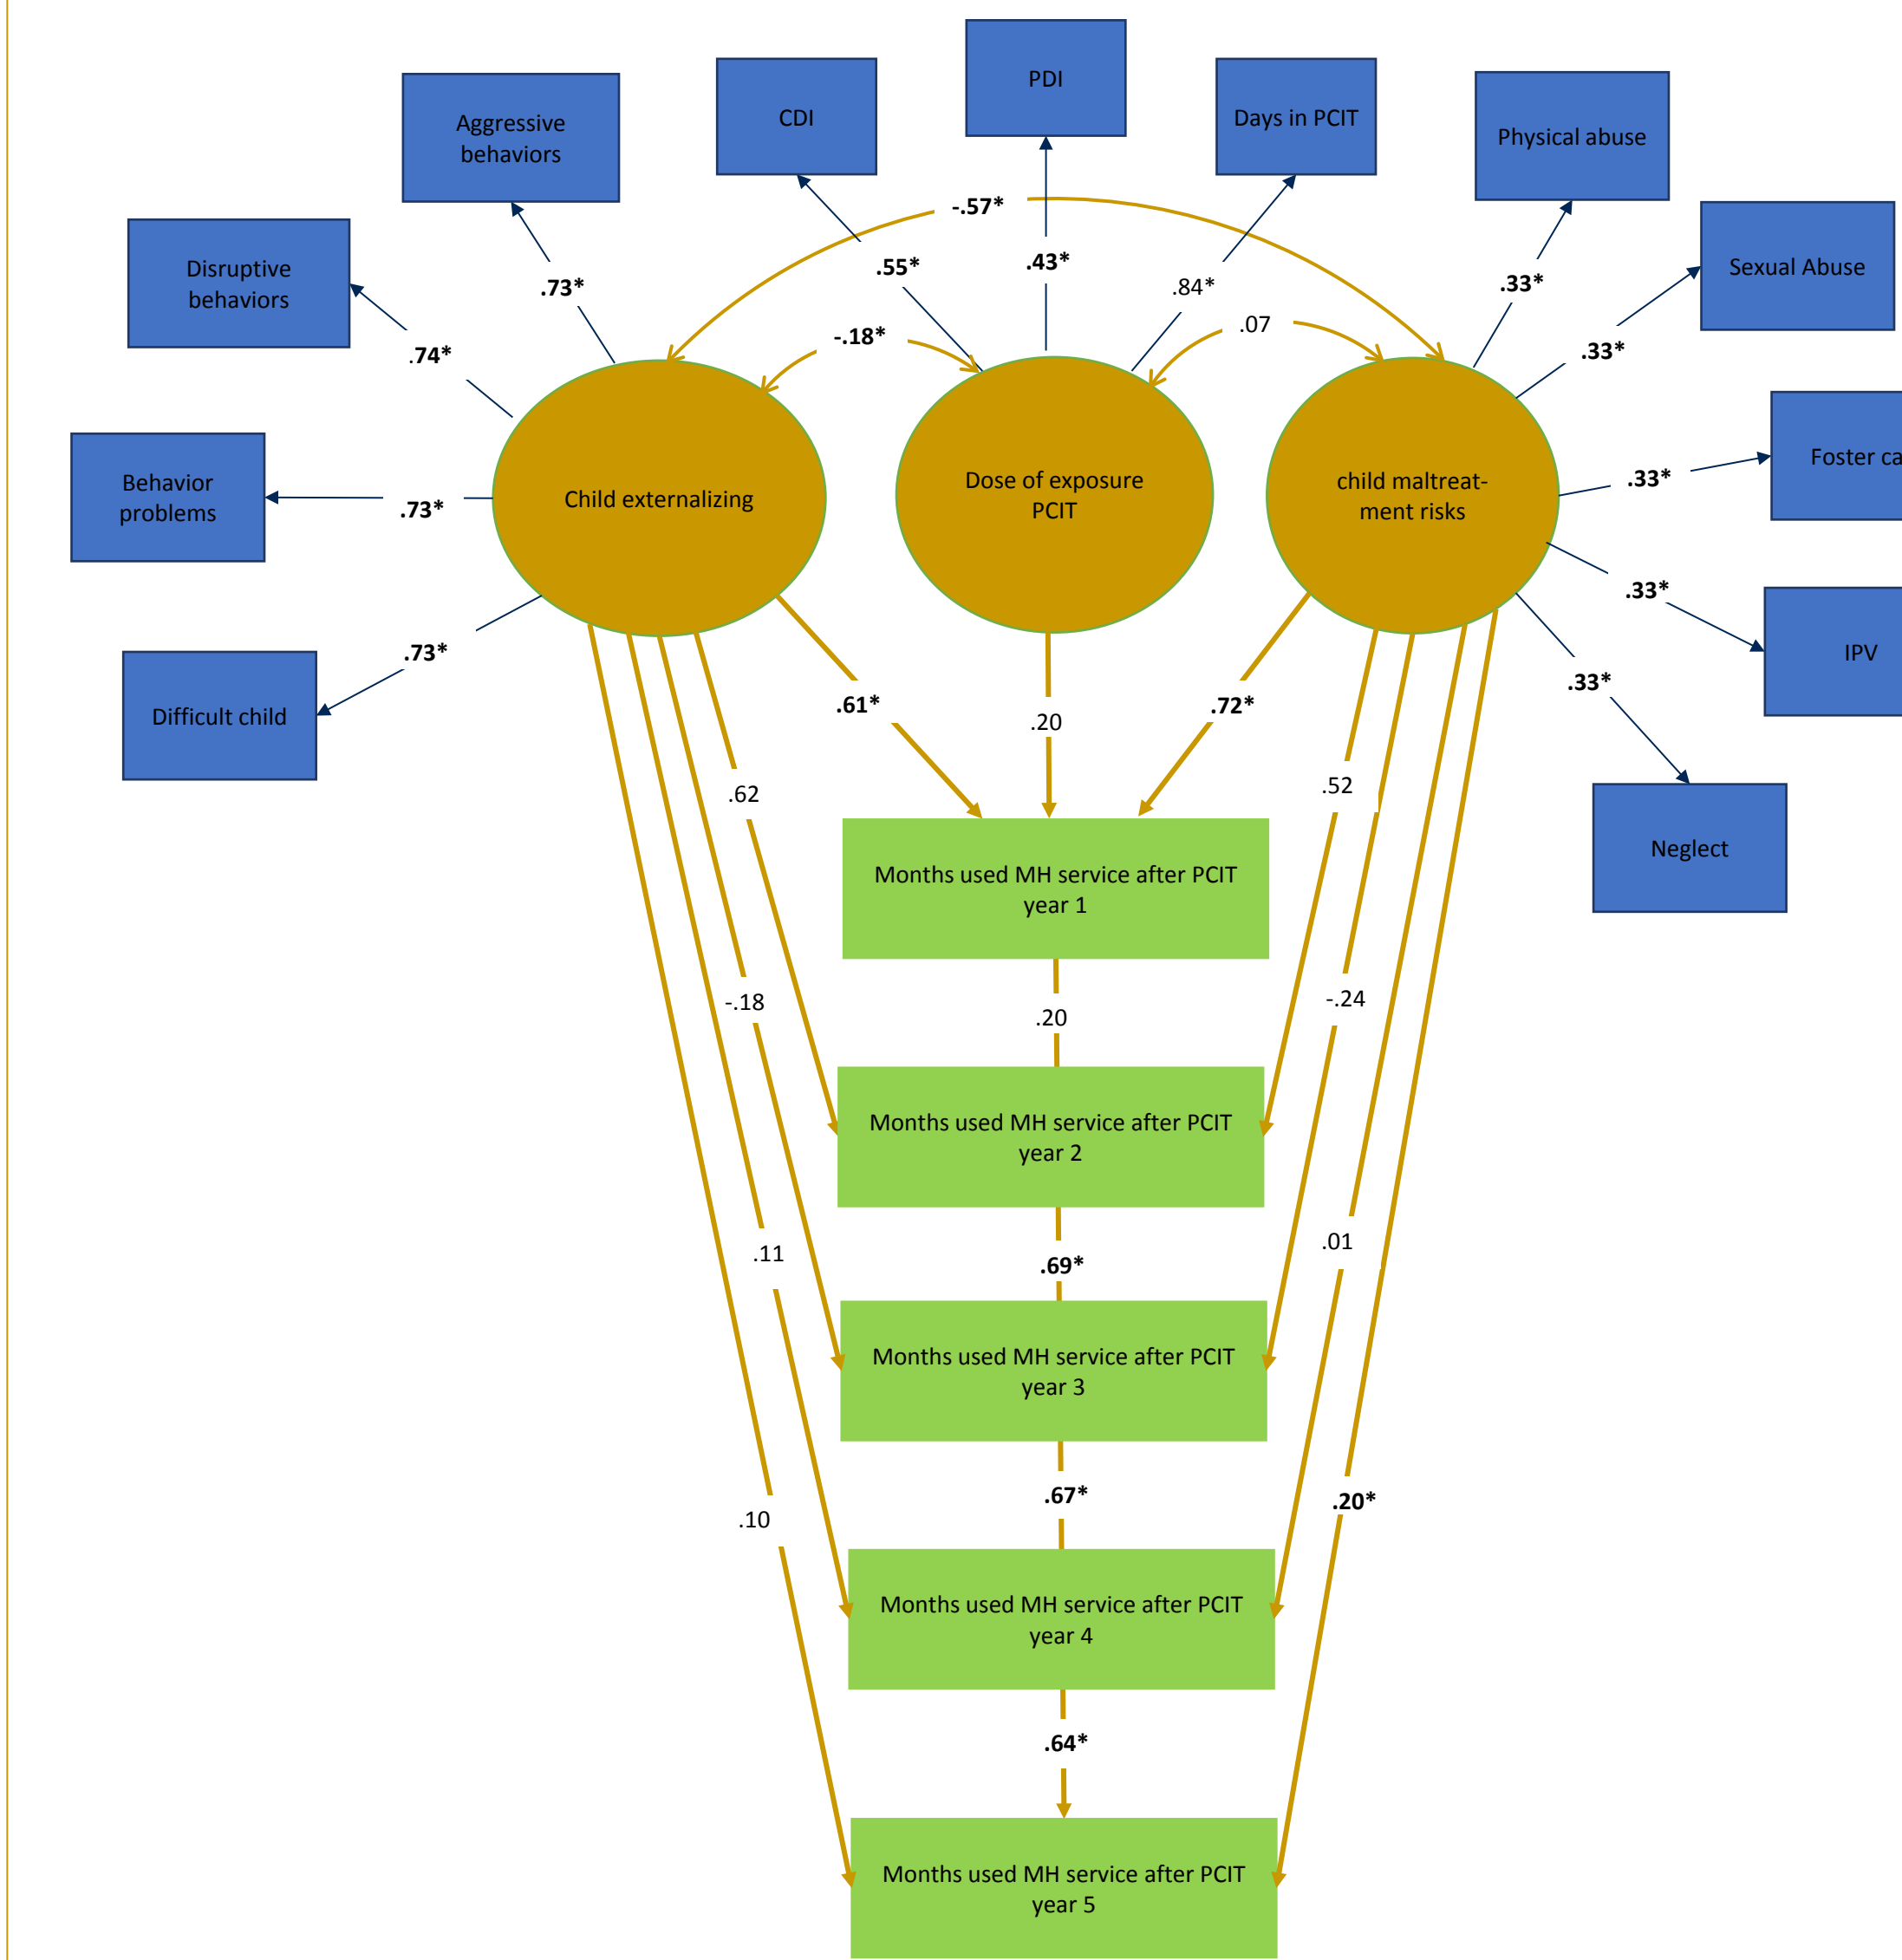 PDI
CDI
Days in PCIT
Aggressive
behaviors
Physical abuse
-.57*
Disruptive
behaviors
Sexual Abuse
.73*
.55*
.43*
.84*
.33*
.74*
-.18*
.07
.33*
Behavior
problems
.73*
Child externalizing
Dose of exposure
PCIT
child maltreat-
ment risks
.33*
Foster ca
.73*
.33*
IPV
Difficult child
.61*
.20
.72*
.33*
.62
.52
Months used MH service after PCIT
year 1
Neglect
-.18
.20
-.24
Months used MH service after PCIT
year 2
.11
.69*
.01
Months used MH service after PCIT
year 3
.10
.67*
.20*
Months used MH service after PCIT
year 4
.64*
Months used MH service after PCIT
year 5